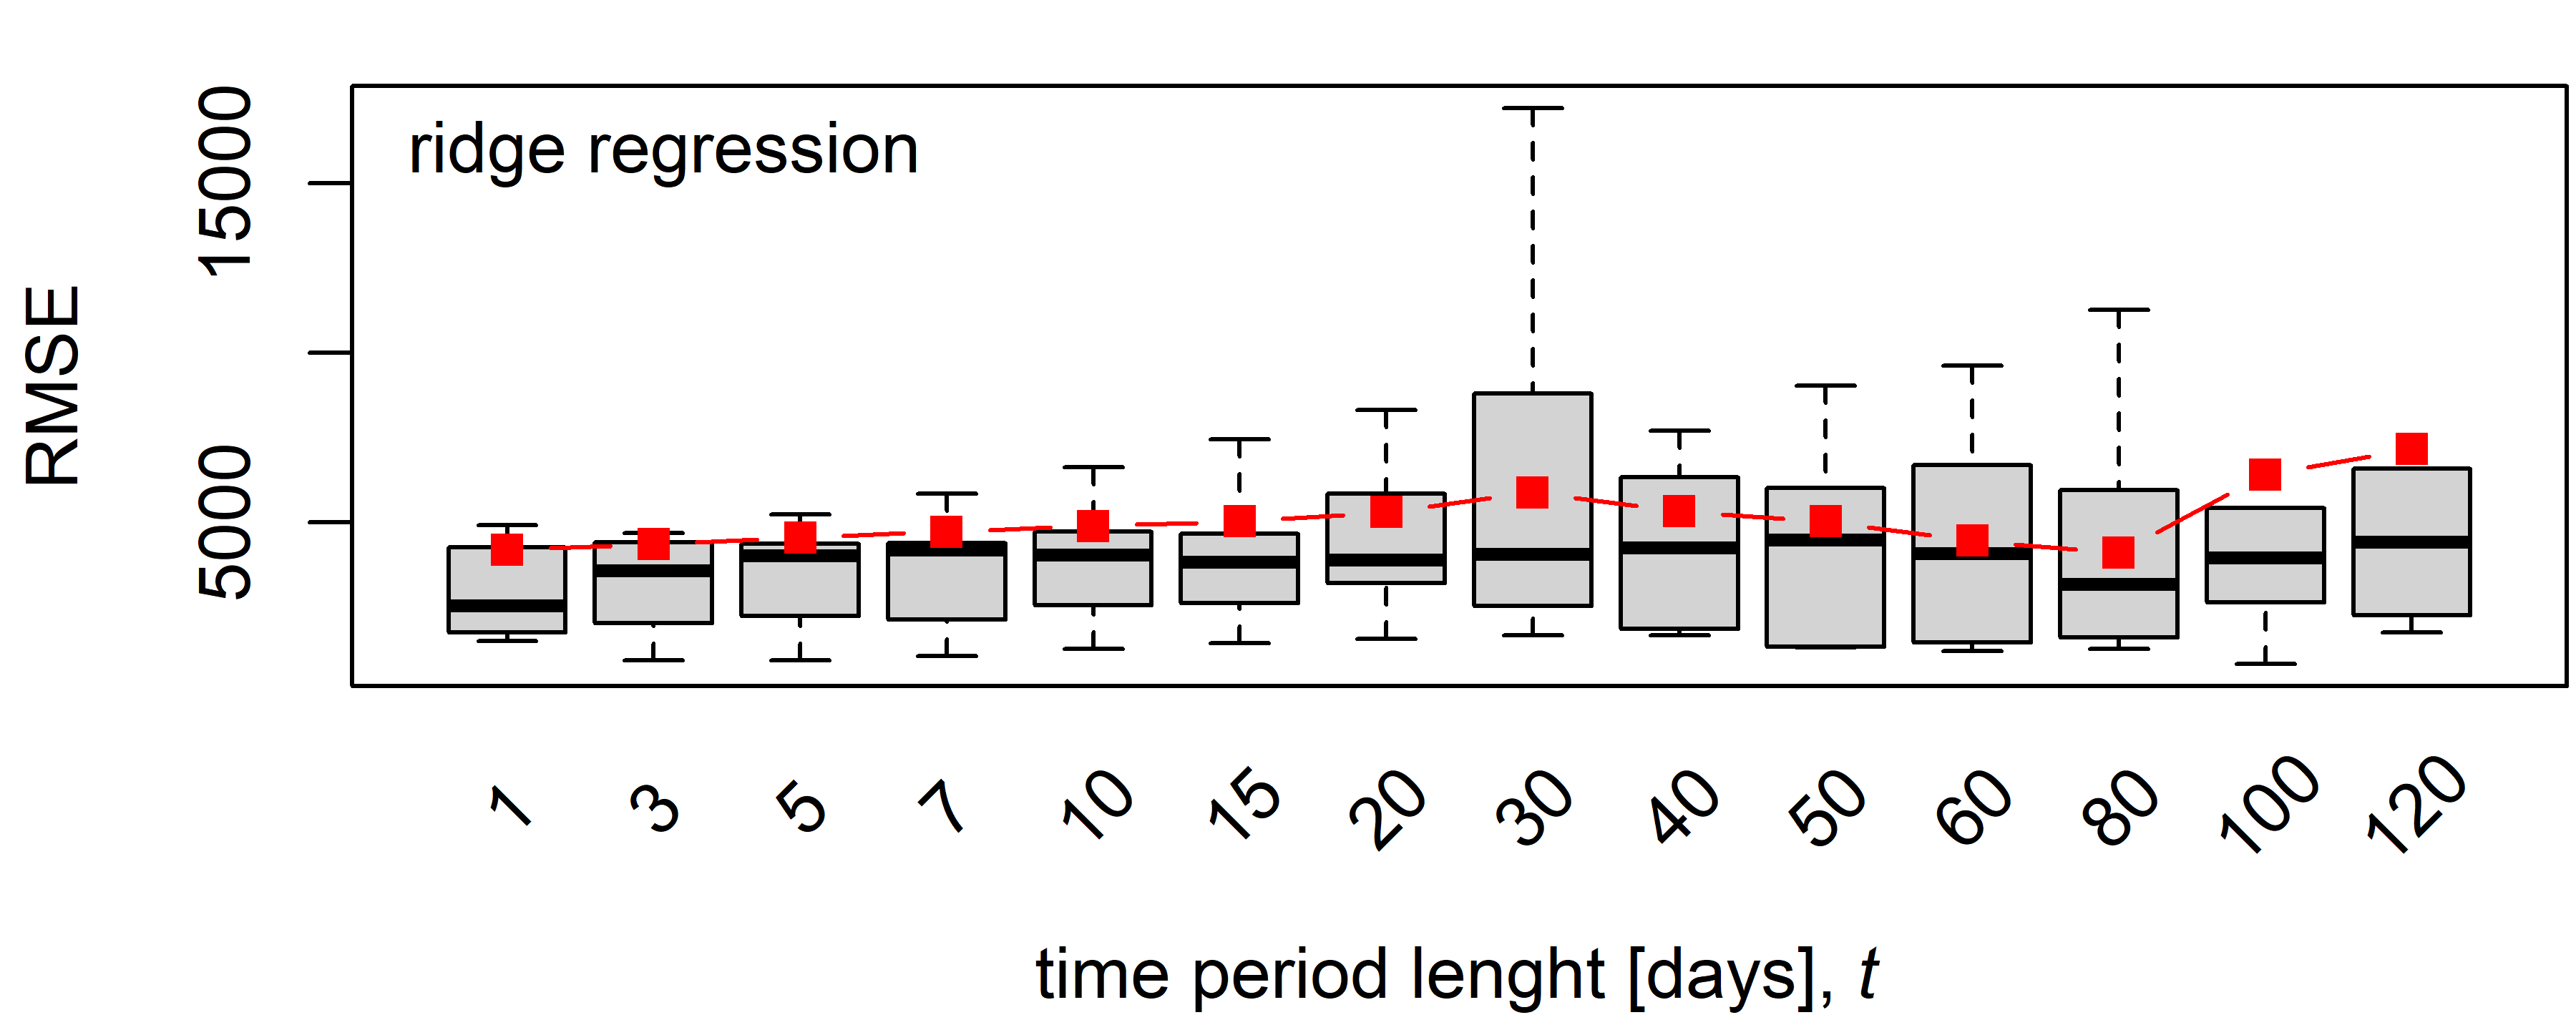 ridge regression
RMSE
15000
5000
1 3 5 7 10 15 20 30 40 50 60 80 100 120
time period lenght [days], t